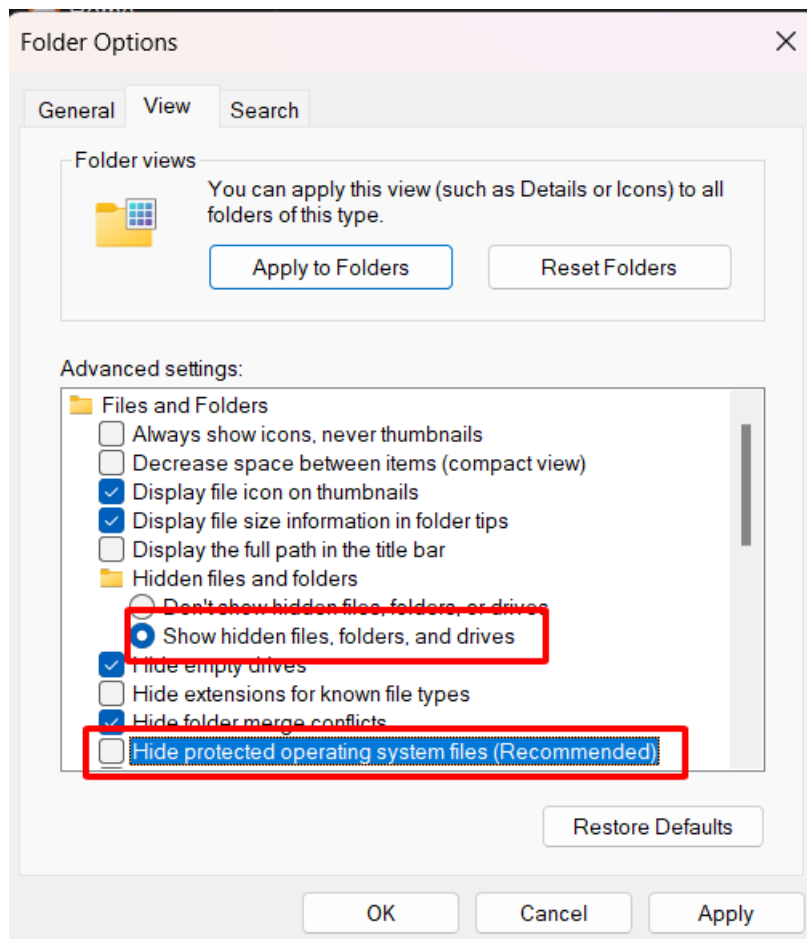 Folder Options
General
View
Search
Folder views
You can apply this view (such as Details or Icons) to all
folders of this type.
Apply to Folders
Reset Folders
Advanced settings:
Files and Folders
Always show icons, never thumbnails
Decrease space between items (compact view)
Display file icon on thumbnails
Display file size information in folder tips
Display the full path in the title bar
Hidden files and folders
Don't show hidden files, folders, or drives
Show hidden files, folders, and drives
Hide empty drives
Hide extensions for known file types
Hide folder merge conflicts
Hide protected operating system files (Recommended)
Restore Defaults
OK
Cancel
Apply